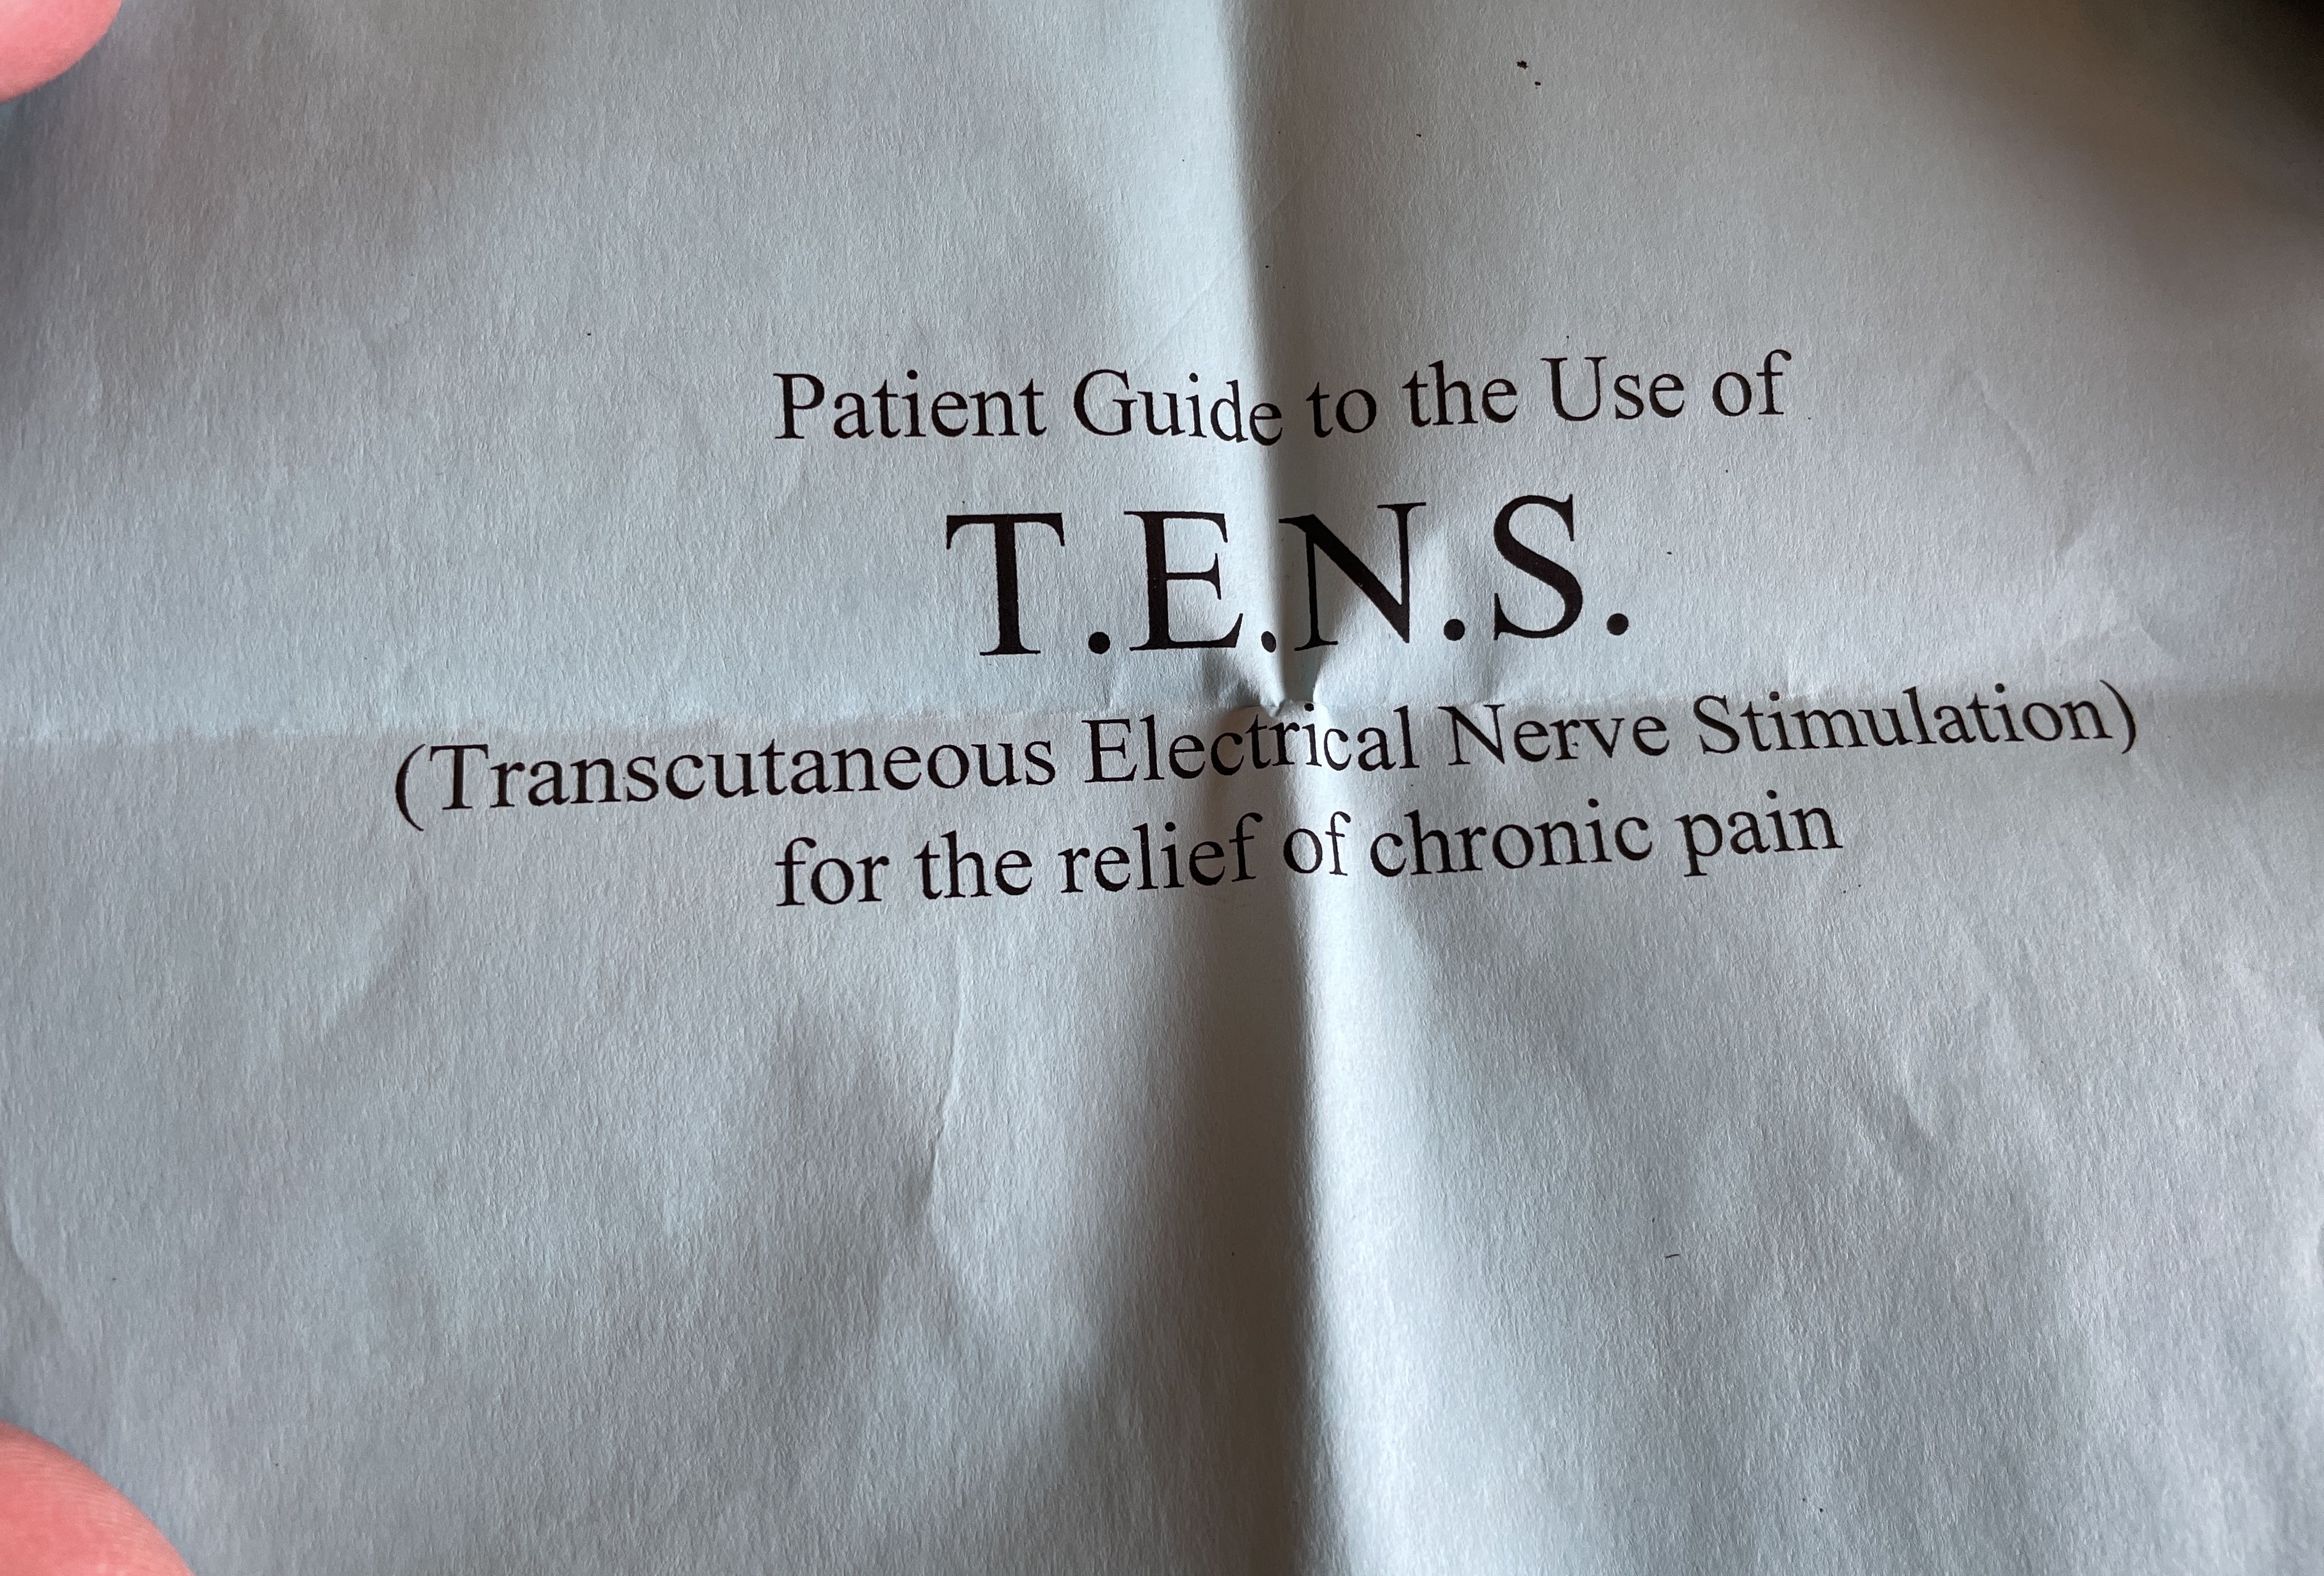 Patient Guide to the Use of
T.E.N.S.
(Transcutaneous Electrical Nerve Stimulation)
for the relief of chronic pain